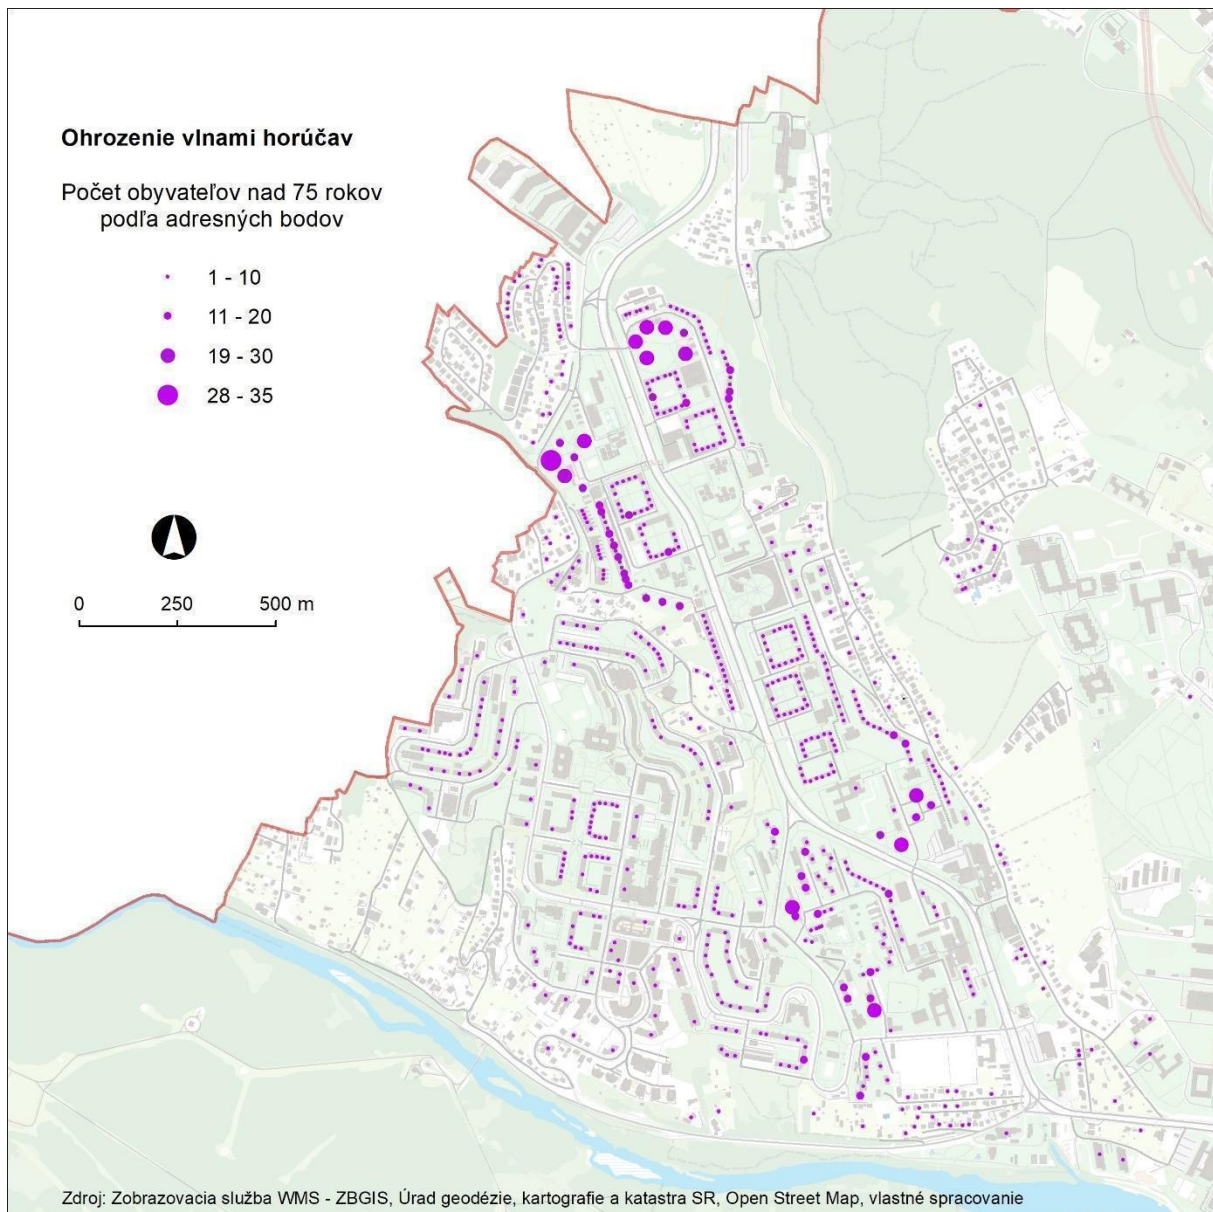 Ohrozenie vlnami horúčav
Počet obyvateľov nad 75 rokov
podľa adresných bodov
1 - 10
11 - 20
19 - 30
28 - 35
0 250 500 m
Zdroj: Zobrazovacia služba WMS - ZBGIS, Úrad geodézie, kartografie a katastra SR, Open Street Map, vlastné spracovanie